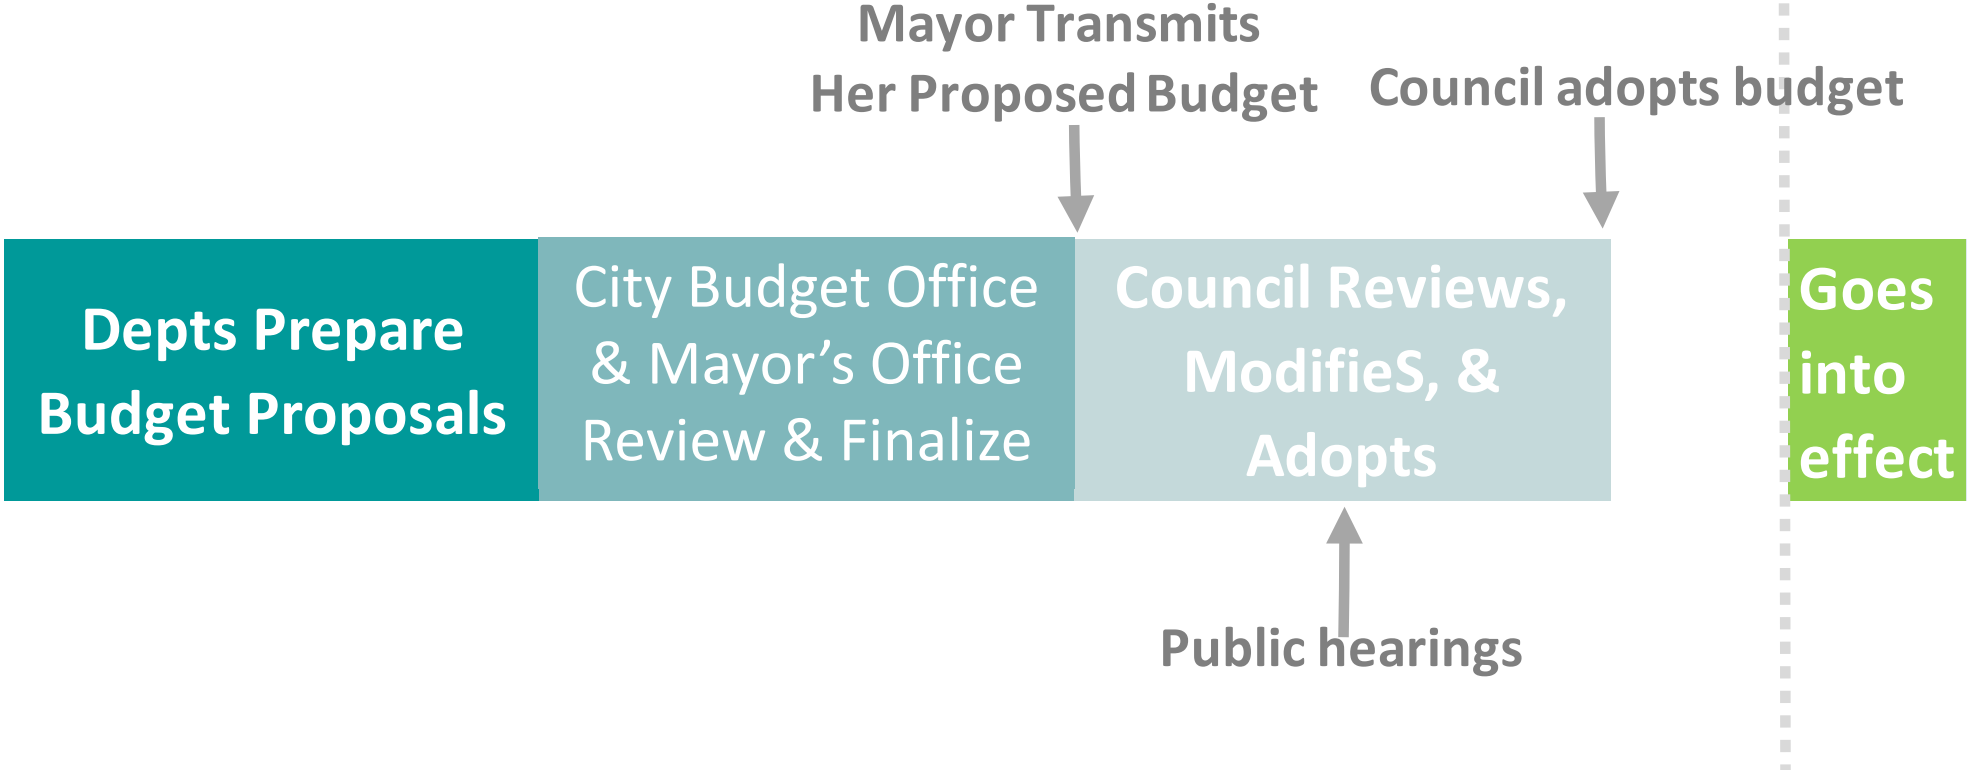 Mayor Transmits
Her Proposed Budget
Council adopts budget
Depts Prepare
Budget Proposals
City Budget Office
& Mayor’s Office
Review & Finalize
Council Reviews,
ModifieS, &
Adopts
Goes
into
effect
Public hearings